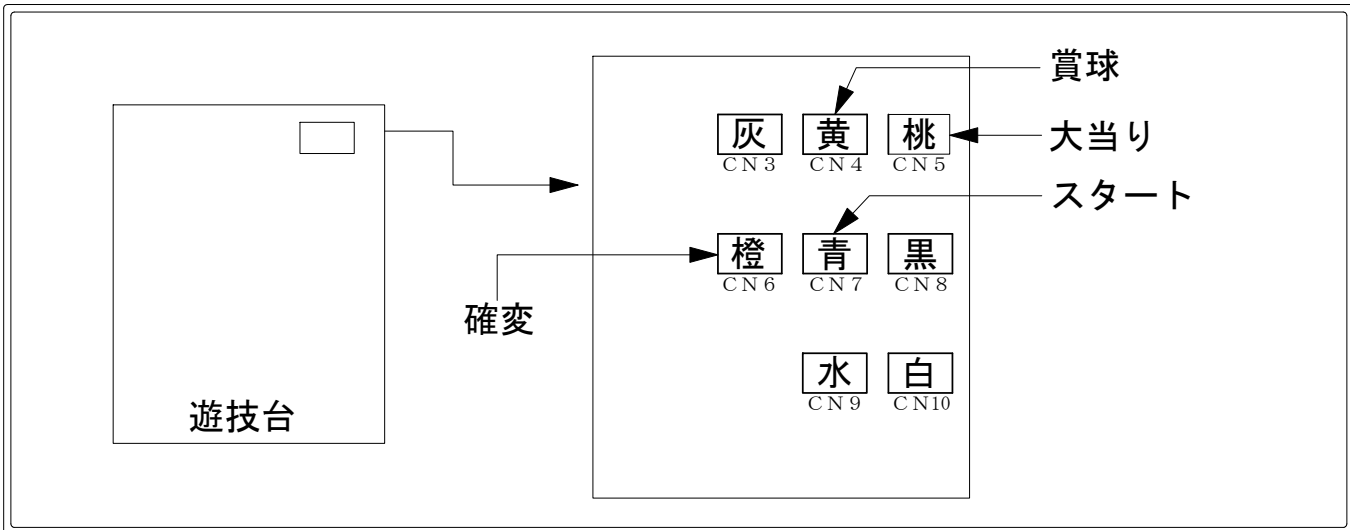 賞球
灰 黄 桃
大当り
CN3 CN4 CN5
スタート
橙 青 黒
CN6 CN7 CN8
確変
水 白
CN9 CN10
遊技台